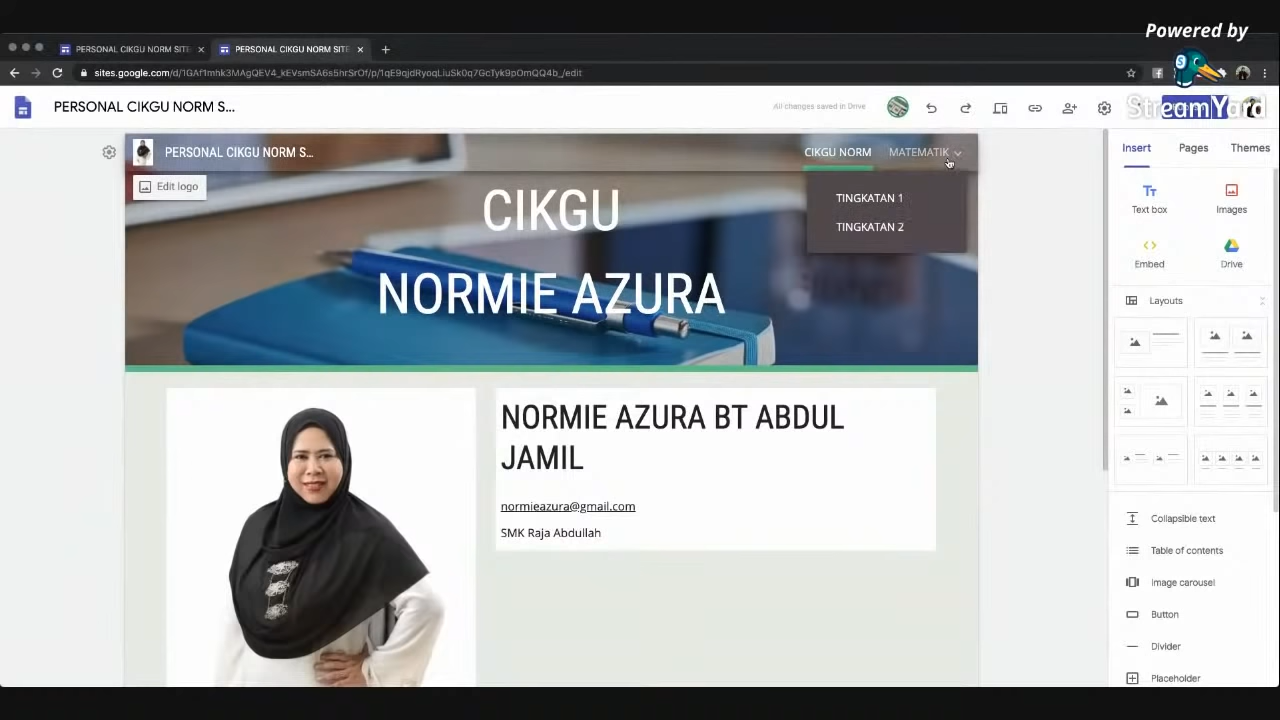 Powered by
StreamYard
PERSONAL CIKGU NORM SITE
PERSONAL CIKGU NORM SITE
sites.google.com/d/1GAf1mhk3MAgQEV4_kEVsmSA6s5hrSrOf/p/1qE9qjdRyoqLiuSk0q7GcTyk9pOmQQ4b_/edit
PERSONAL CIKGU NORM S...
All changes saved in Drive
PERSONAL CIKGU NORM S...
CIKGU NORM
MATEMATIK
Edit logo
TINGKATAN 1
TINGKATAN 2
CIKGU
NORMIE AZURA
NORMIE AZURA BT ABDUL
JAMIL
normieazura@gmail.com
SMK Raja Abdullah
Insert
Pages
Themes
Text box
Images
Embed
Drive
Layouts
Collapsible text
Table of contents
Image carousel
Button
Divider
Placeholder